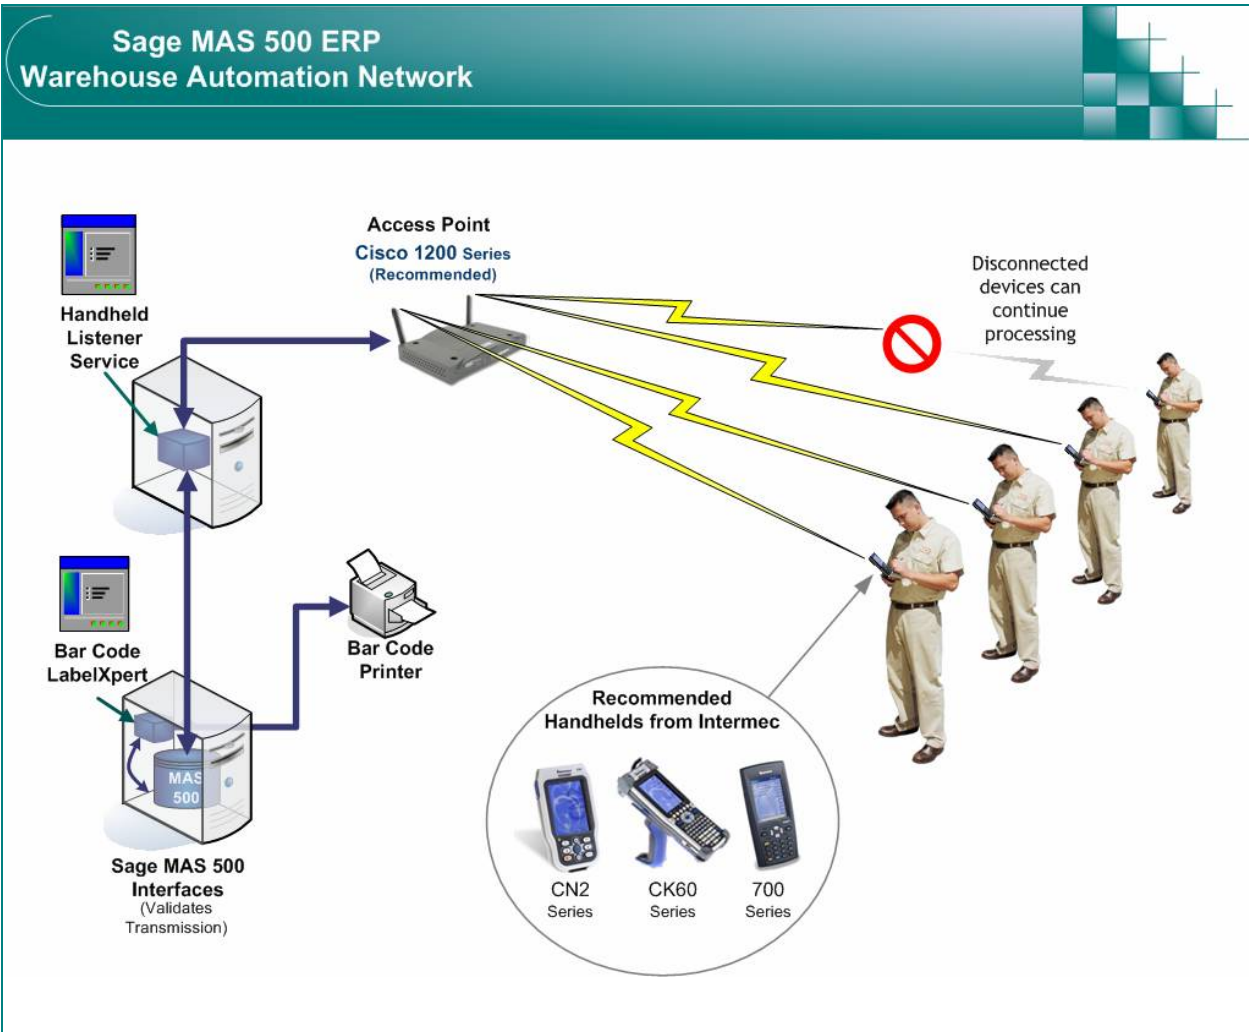 Sage MAS 500 ERP
Warehouse Automation Network
Access Point
Cisco 1200 Series
(Recommended)
Disconnected
devices can
continue
processing
Handheld
Listener
Service
Bar Code
LabelXpert
Bar Code
Printer
MAS
500
Sage MAS 500
Interfaces
(Validates
Transmission)
Recommended
Handhelds from Intermec
CN2
Series
CK60
Series
700
Series